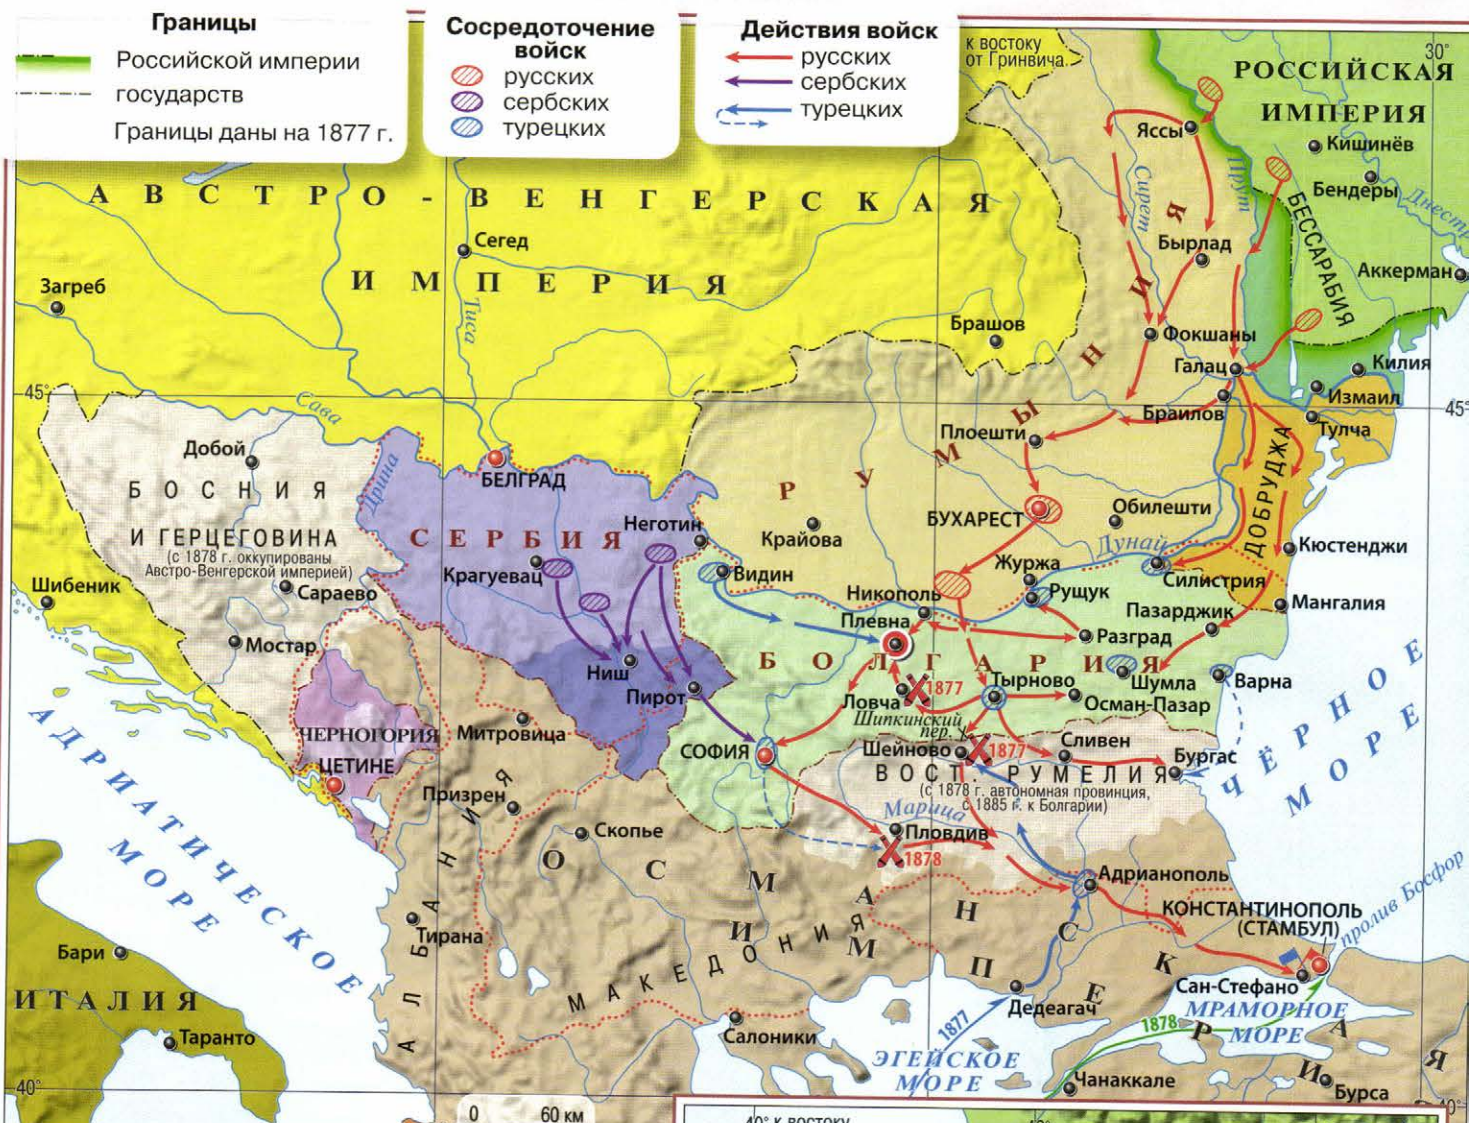 Границы
Российской империи
государств
Границы даны на 1877 г.
Сосредоточение
войск
русских
сербских
турецких
Действия войск
русских
сербских
турецких
к востоку
от Гринвича
30°
РОССИЙСКАЯ
ИМПЕРИЯ
Кишинёв
Бендеры
Днестр
Яссы
Прут
Сирет
БЕССАРАБИЯ
Аккерман
АВСТРО-ВЕНГЕРСКАЯ
ИМПЕРИЯ
Сегед
Тисса
Загреб
Брашов
Бырлад
Фокшаны
Галац
Килия
Измаил
Браилов
Тулча
45°
45°
Сава
Добой
Дрина
БЕЛГРАД
РУМЫНИЯ
Плоешти
ДОБРУДЖА
БОСНИЯ
И ГЕРЦЕГОВИНА
(с 1878 г. оккупированы
Австро-Венгерской империей)
СЕРБИЯ
Неготин
Крайова
БУХАРЕСТ
Обилешти
Дунай
Кюстенджи
Шибеник
Сараево
Крагуевац
Видин
Журжа
Рущук
Силистрия
Никополь
Пазарджик
Мангалия
Мостар
Плевна
Разград
БОЛГАРИЯ
Ниш
Пирот
Ловча
1877
Тырново
Шумла
Варна
Осман-Пазар
Шипкинский
пер.
ЧЕРНОГОРИЯ
Митровица
СОФИЯ
Шейново
1877
Сливен
Бургас
ЧЁРНОЕ
МОРЕ
ЦЕТИНЕ
ВОСТ. РУМЕЛИЯ
(с 1878 г. автономная провинция,
с 1885 г. к Болгарии)
Призрен
Марица
АДРИАТИЧЕСКОЕ
МОРЕ
Скопье
Пловдив
1878
Адрианополь
ОСМАНСКАЯ
ИМПЕРИЯ
АЛБАНИЯ
МАКЕДОНИЯ
КОНСТАНТИНОПОЛЬ
(СТАМБУЛ)
пролив Босфор
Тирана
Бари
Сан-Стефано
ИТАЛИЯ
Дедеагач
МРАМОРНОЕ
МОРЕ
1877
1878
Таранто
Салоники
ЭГЕЙСКОЕ
МОРЕ
Чанаккале
Бурса
40°
40°
0 60 км
40° к востоку